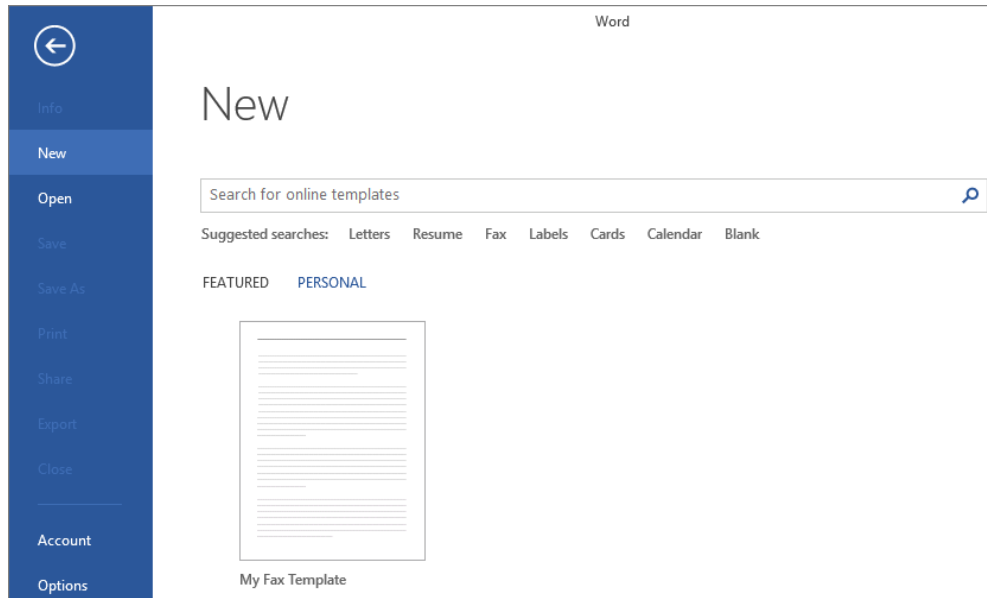 Word
Info
New
Open
Save
Save As
Print
Share
Export
Close
Account
Options
New
Search for online templates
Suggested searches: Letters Resume Fax Labels Cards Calendar Blank
FEATURED PERSONAL
My Fax Template